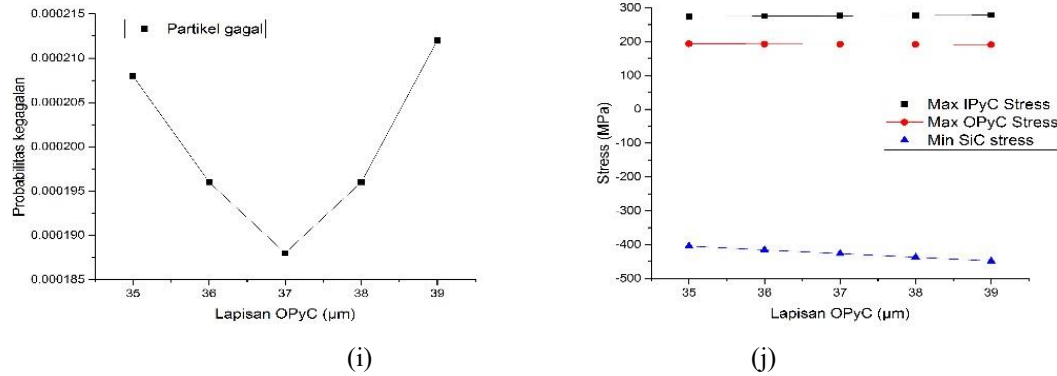 0.000215
0.000210
0.000205
0.000200
0.000195
0.000190
0.000185
Probabilitas kegagalan
Partikel gagal
35 36 37 38 39
Lapisan OPyC (µm)
(i)
300
200
100
0
-100
-200
-300
-400
-500
Stress (MPa)
Max IPyC Stress
Max OPyC Stress
Min SiC stress
35 36 37 38 39
Lapisan OPyC (µm)
(j)